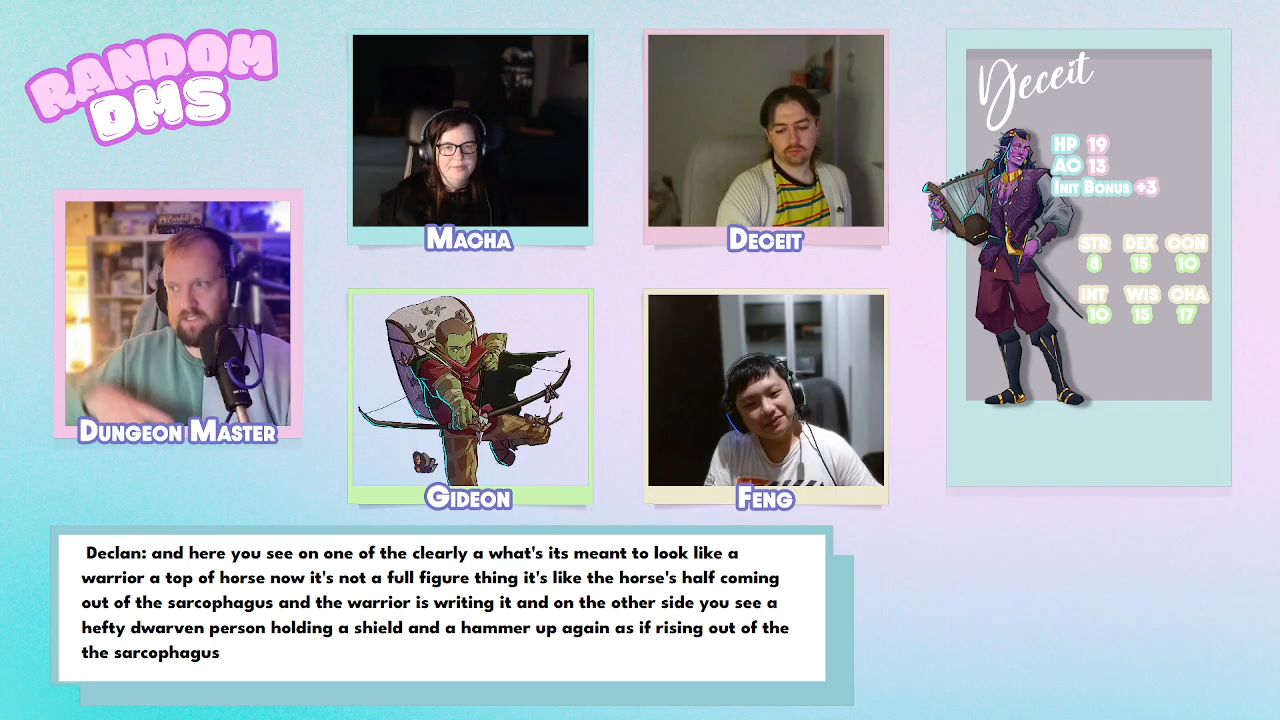 RANDOM
DMS
MACHA
DECEIT
Deceit
HP 19
AC 13
INIT BONUS +3
STR DEX CON
8 15 10
INT WIS CHA
10 15 17
DUNGEON MASTER
GIDEON
FENG
Declan: and here you see on one of the clearly a what's its meant to look like a
warrior a top of horse now it's not a full figure thing it's like the horse's half coming
out of the sarcophagus and the warrior is writing it and on the other side you see a
hefty dwarven person holding a shield and a hammer up again as if rising out of the
the sarcophagus